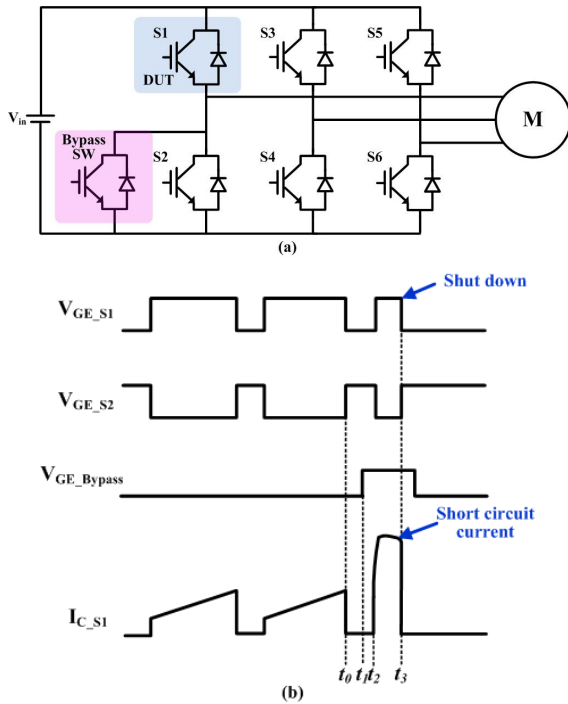 S1
S3
S5
DUT
Vin
M
Bypass
SW
S2
S4
S6
(a)
Shut down
VGE_S1
VGE_S2
VGE_Bypass
Short circuit
current
IC_S1
t0 t1 t2 t3
(b)